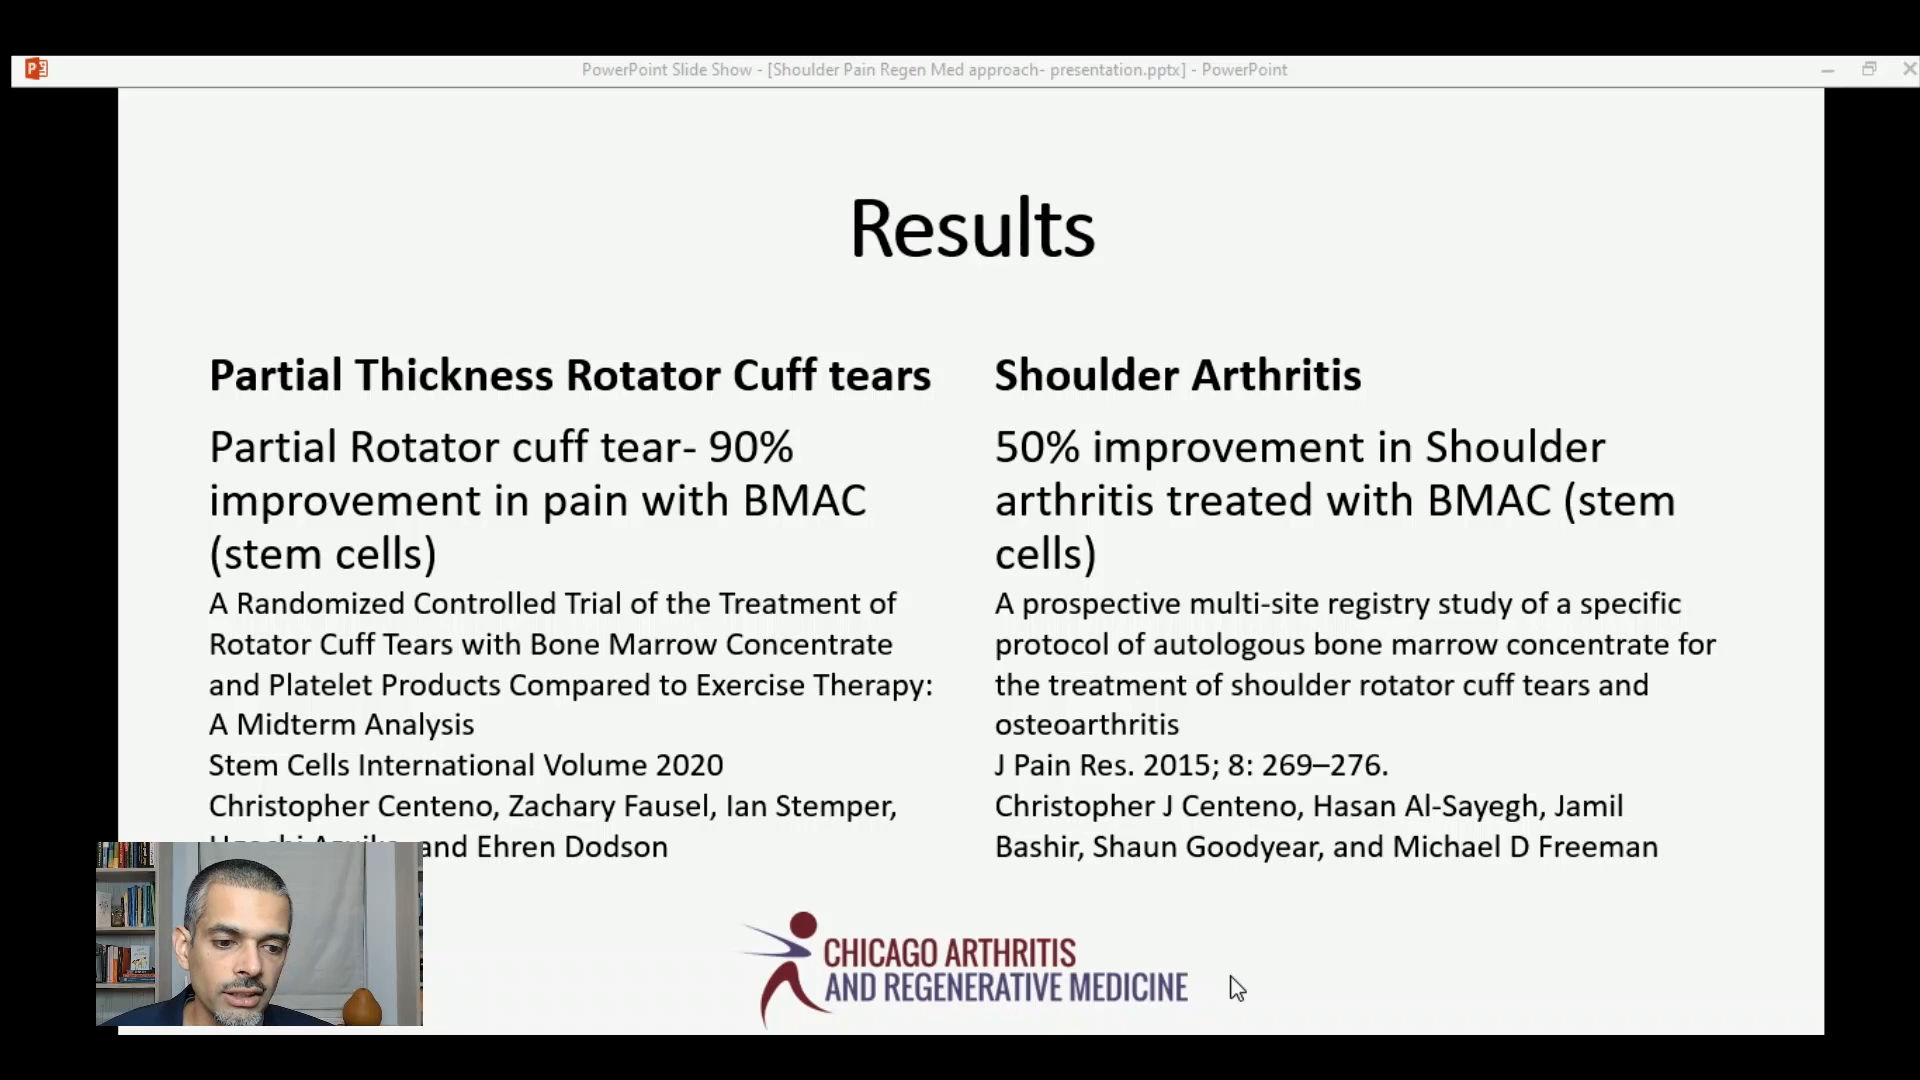 PowerPoint Slide Show - [Shoulder Pain Regen Med approach- presentation.pptx] - PowerPoint
Results
Partial Thickness Rotator Cuff tears
Partial Rotator cuff tear- 90%
improvement in pain with BMAC
(stem cells)
A Randomized Controlled Trial of the Treatment of
Rotator Cuff Tears with Bone Marrow Concentrate
and Platelet Products Compared to Exercise Therapy:
A Midterm Analysis
Stem Cells International Volume 2020
Christopher Centeno, Zachary Fausel, Ian Stemper,
and Ehren Dodson
Shoulder Arthritis
50% improvement in Shoulder
arthritis treated with BMAC (stem
cells)
A prospective multi-site registry study of a specific
protocol of autologous bone marrow concentrate for
the treatment of shoulder rotator cuff tears and
osteoarthritis
J Pain Res. 2015; 8: 269–276.
Christopher J Centeno, Hasan Al-Sayegh, Jamil
Bashir, Shaun Goodyear, and Michael D Freeman
CHICAGO ARTHRITIS
AND REGENERATIVE MEDICINE